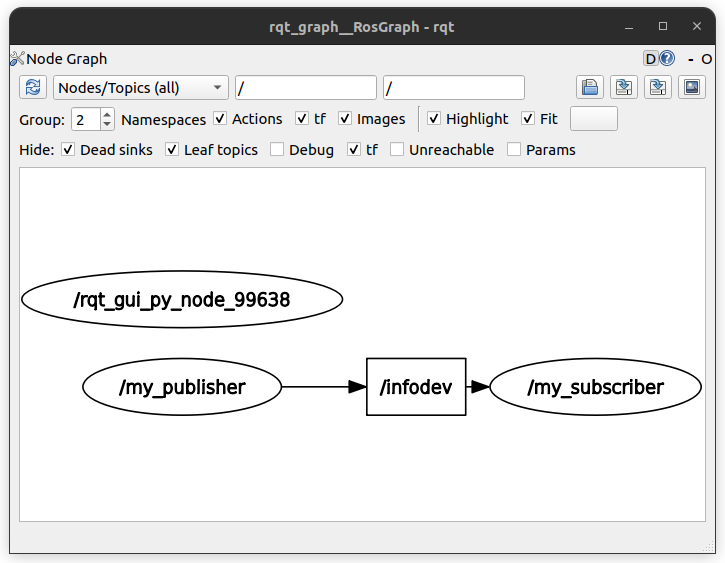 rqt_graph__RosGraph - rqt
Node Graph
D ? - O
Nodes/Topics (all) / /
Group: 2 Namespaces Actions tf Images Highlight Fit
Hide: Dead sinks Leaf topics Debug tf Unreachable Params
/rqt_gui_py_node_99638
/my_publisher /infodev /my_subscriber